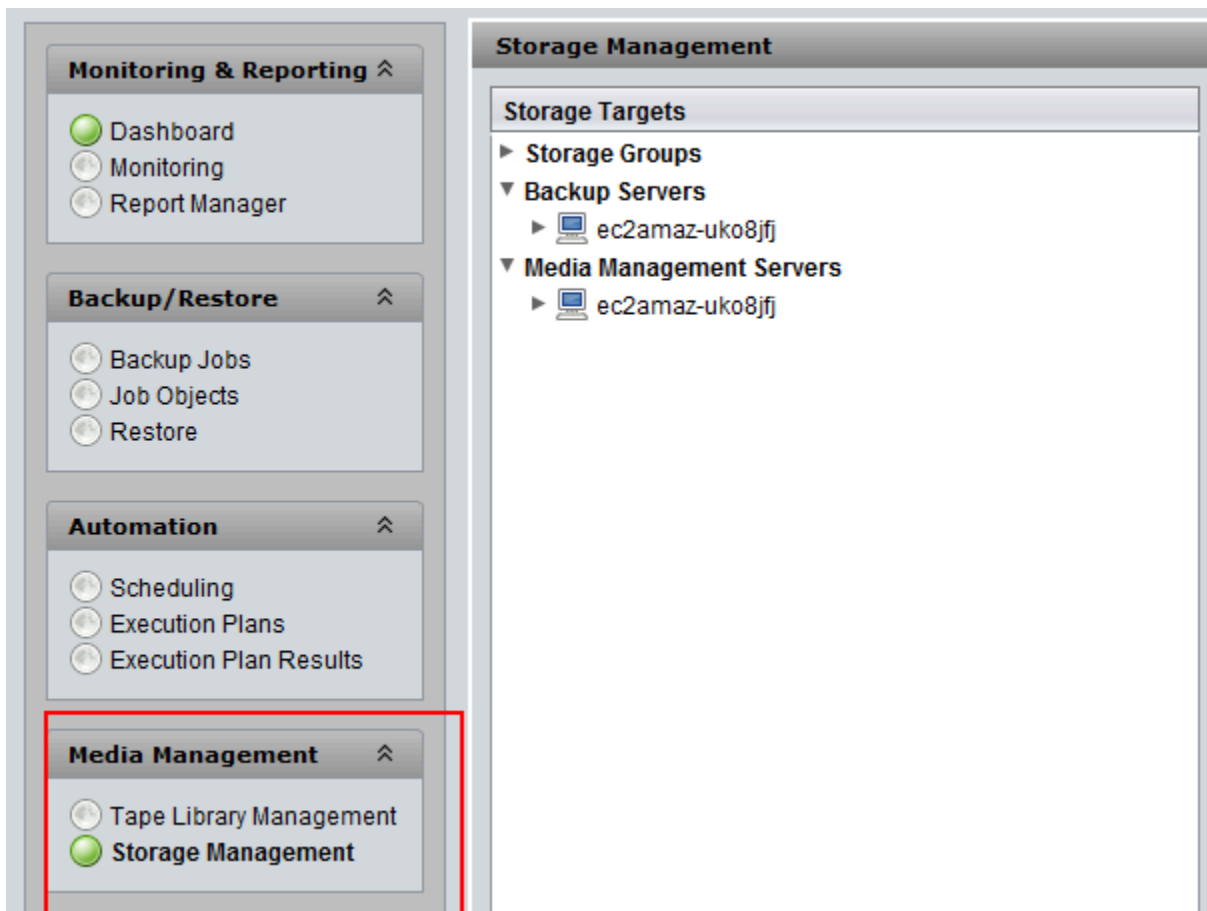 Monitoring & Reporting
Dashboard
Monitoring
Report Manager
Backup/Restore
Backup Jobs
Job Objects
Restore
Automation
Scheduling
Execution Plans
Execution Plan Results
Media Management
Tape Library Management
Storage Management
Storage Management
Storage Targets
Storage Groups
Backup Servers
ec2amaz-uko8jfj
Media Management Servers
ec2amaz-uko8jfj